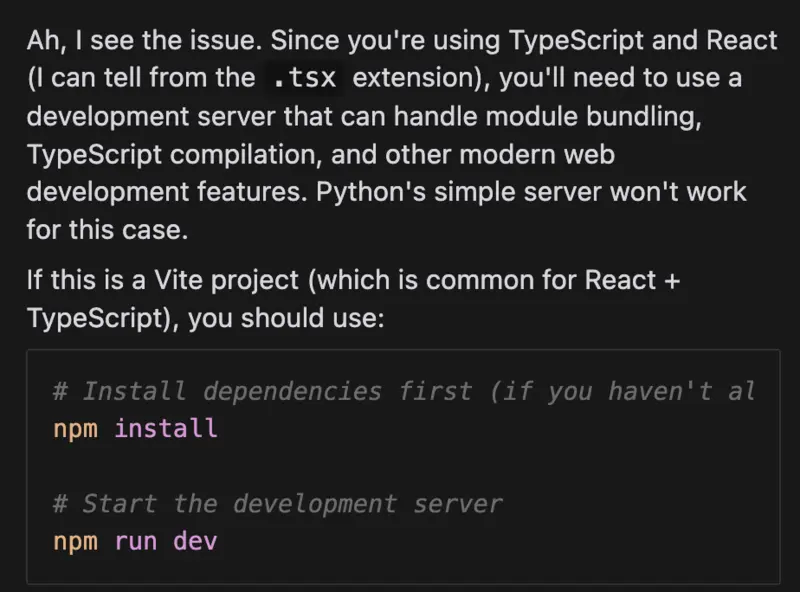 Ah, I see the issue. Since you're using TypeScript and React
(I can tell from the .tsx extension), you'll need to use a
development server that can handle module bundling,
TypeScript compilation, and other modern web
development features. Python's simple server won't work
for this case.
If this is a Vite project (which is common for React +
TypeScript), you should use:
# Install dependencies first (if you haven't al
npm install
# Start the development server
npm run dev